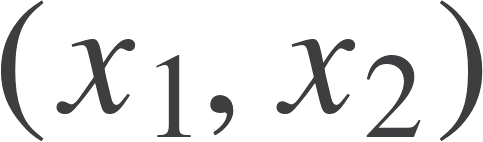 (x₁, x₂)